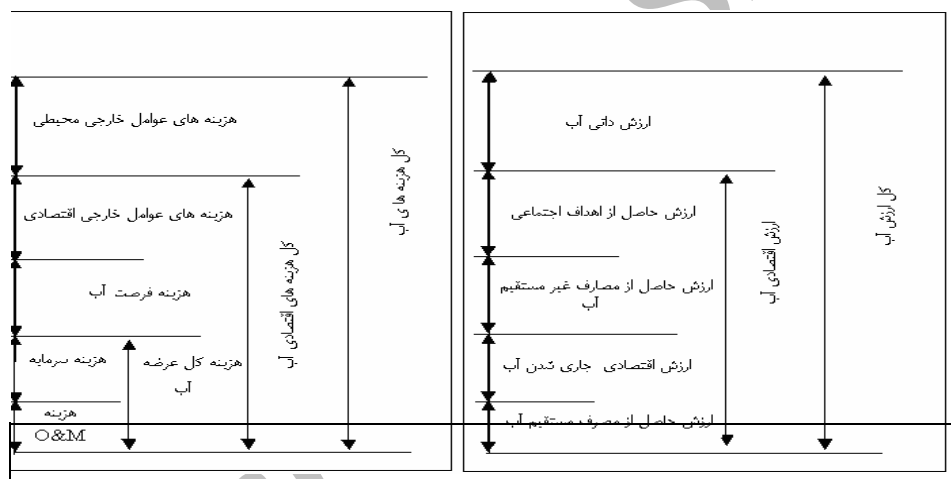 ارزش داتی آب
ارزش حاصل از اهداف اجتماعی
ارزش حاصل از مصارف غیر مستقیم
آب
ارزش اقتصادی جاری شدن آب
ارزش حاصل از مصرف مستقیم آب
ارزش اقتصادی آب
کل ارزش آب
هزینه های عوامل خارجی محیطی
هزینه های عوامل خارجی اقتصادی
هزینه فرصت آب
هزینه سرمایه
هزینه
O&M
هزینه کل عرضه
آب
کل هزینه های اقتصادی آب
کل هزینه ها ی آب